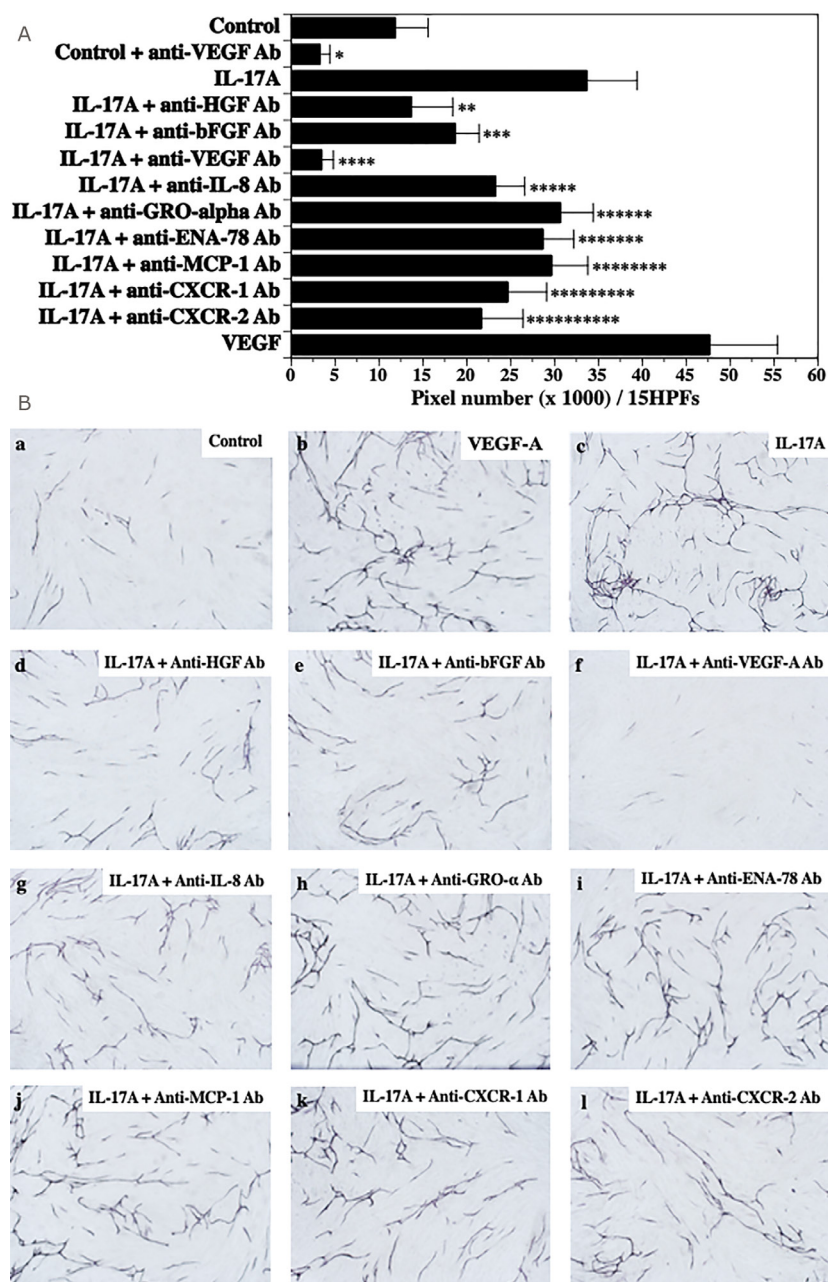 A
Control
Control + anti-VEGF Ab *
IL-17A
IL-17A + anti-HGF Ab **
IL-17A + anti-bFGF Ab ***
IL-17A + anti-VEGF Ab ****
IL-17A + anti-IL-8 Ab *****
IL-17A + anti-GRO-alpha Ab ******
IL-17A + anti-ENA-78 Ab *******
IL-17A + anti-MCP-1 Ab ********
IL-17A + anti-CXCR-1 Ab *********
IL-17A + anti-CXCR-2 Ab **********
VEGF
0 5 10 15 20 25 30 35 40 45 50 55 60
Pixel number (x 1000) / 15HPFs
B
a Control
b VEGF-A
c IL-17A
d IL-17A + Anti-HGF Ab
e IL-17A + Anti-bFGF Ab
f IL-17A + Anti-VEGF-A Ab
g IL-17A + Anti-IL-8 Ab
h IL-17A + Anti-GRO-α Ab
i IL-17A + Anti-ENA-78 Ab
j IL-17A + Anti-MCP-1 Ab
k IL-17A + Anti-CXCR-1 Ab
l IL-17A + Anti-CXCR-2 Ab